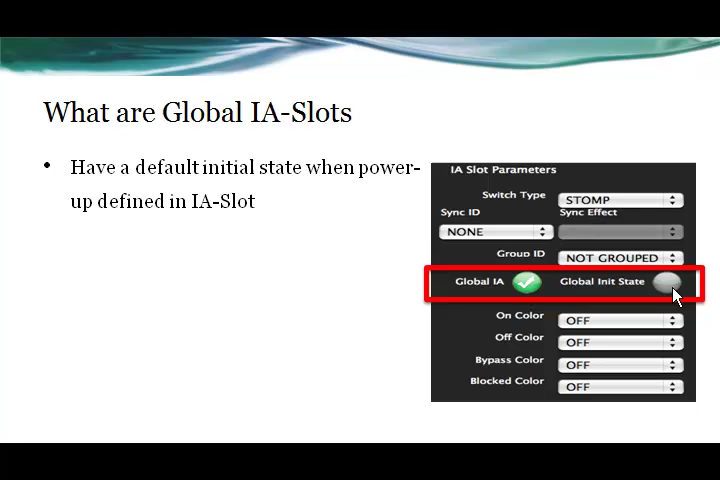 What are Global IA-Slots
• Have a default initial state when power-
up defined in IA-Slot
IA Slot Parameters
Switch Type STOMP
Sync ID Sync Effect
NONE
Group ID NOT GROUPED
Global IA Global Init State
On Color OFF
Off Color OFF
Bypass Color OFF
Blocked Color OFF